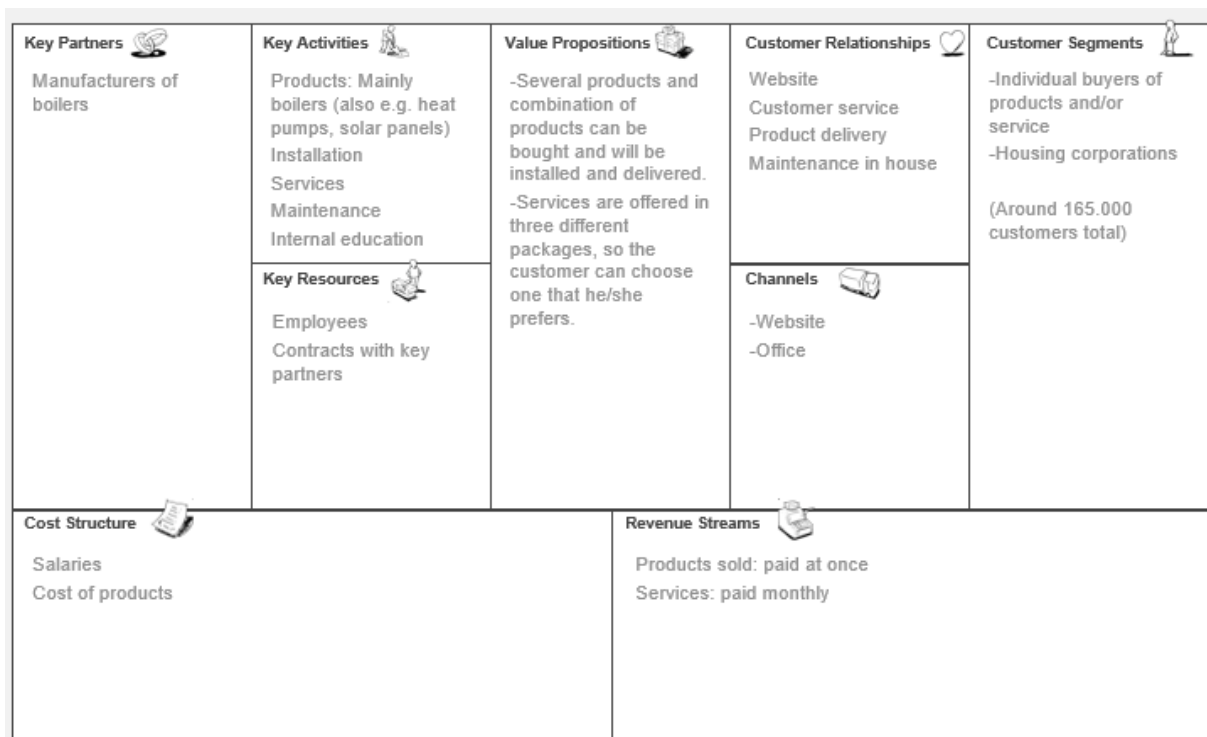 Key Partners
Manufacturers of
boilers
Key Activities
Products: Mainly
boilers (also e.g. heat
pumps, solar panels)
Installation
Services
Maintenance
Internal education
Key Resources
Employees
Contracts with key
partners
Value Propositions
-Several products and
combination of
products can be
bought and will be
installed and delivered.
-Services are offered in
three different
packages, so the
customer can choose
one that he/she
prefers.
Customer Relationships
Website
Customer service
Product delivery
Maintenance in house
Channels
-Website
-Office
Customer Segments
-Individual buyers of
products and/or
service
-Housing corporations
(Around 165.000
customers total)
Cost Structure
Salaries
Cost of products
Revenue Streams
Products sold: paid at once
Services: paid monthly